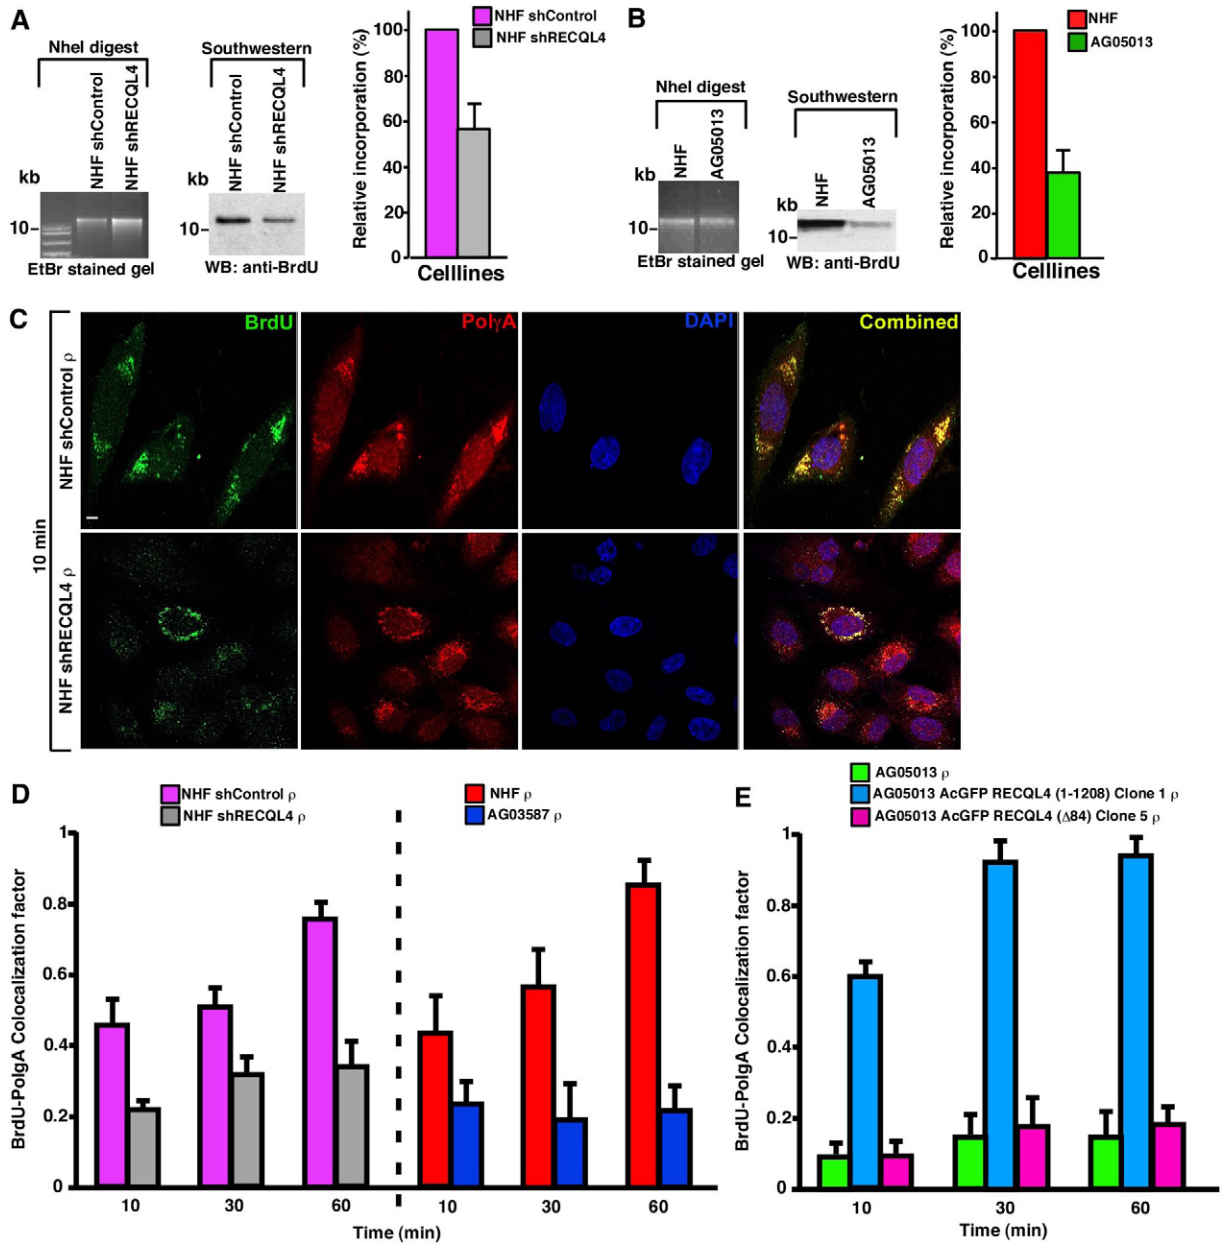 A
NheI digest
NHF shControl
NHF shRECQL4
kb
10
EtBr stained gel
Southwestern
NHF shControl
NHF shRECQL4
kb
10
WB: anti-BrdU
NHF shControl
NHF shRECQL4
Relative incorporation (%)
100
80
60
40
20
0
Celllines
B
NheI digest
NHF
AG05013
kb
10
EtBr stained gel
Southwestern
NHF
AG05013
kb
10
WB: anti-BrdU
NHF
AG05013
Relative incorporation (%)
100
80
60
40
20
0
Celllines
C
10 min
NHF shControl ρ
NHF shRECQL4 ρ
BrdU
PolγA
DAPI
Combined
D
NHF shControl ρ
NHF shRECQL4 ρ
NHF ρ
AG03587 ρ
BrdU-PolgA Colocalization factor
1
0.8
0.6
0.4
0.2
0
10
30
60
10
30
60
Time (min)
E
AG05013 ρ
AG05013 AcGFP RECQL4 (1-1208) Clone 1 ρ
AG05013 AcGFP RECQL4 (Δ84) Clone 5 ρ
BrdU-PolgA Colocalization factor
1
0.8
0.6
0.4
0.2
0
10
30
60
Time (min)